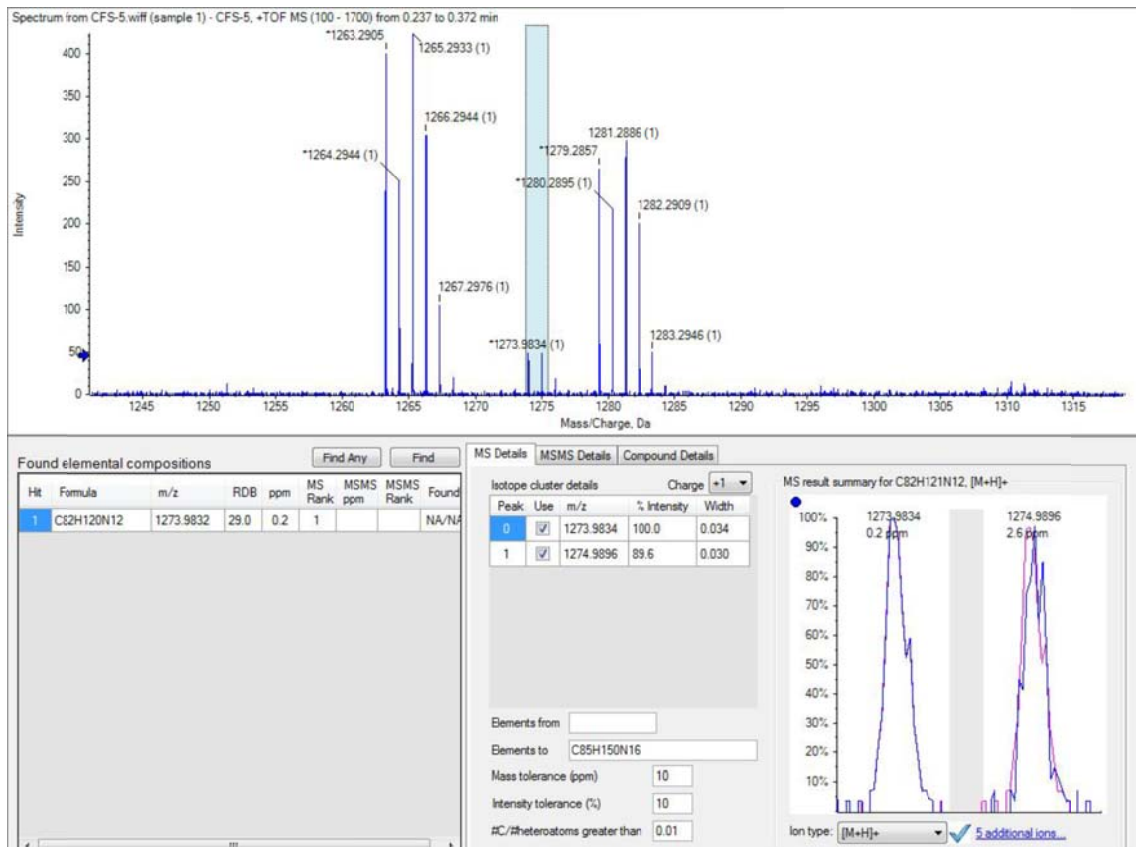 Spectrum from CFS-5.wiff (sample 1) - CFS-5, +TOF MS (100 - 1700) from 0.237 to 0.372 min
*1263.2905
1265.2933 (1)
1266.2944 (1)
*1264.2944 (1)
1267.2976 (1)
*1273.9834 (1)
1281.2886 (1)
*1279.2857
*1280.2895 (1)
1282.2909 (1)
1283.2946 (1)
Intensity
400
350
300
250
200
150
100
50
0
1245 1250 1255 1260 1265 1270 1275 1280 1285 1290 1295 1300 1305 1310 1315
Mass/Charge, Da
Found elemental compositions
Find Any Find
Hit Formula m/z RDB ppm MS Rank MSMS ppm MSMS Rank Found
1 C82H120N12 1273.9832 29.0 0.2 1 NA/NA
MS Details MSMS Details Compound Details
Isotope cluster details Charge +1
Peak Use m/z % Intensity Width
0 1273.9834 100.0 0.034
1 1274.9896 89.6 0.030
Elements from
Elements to C85H150N16
Mass tolerance (ppm) 10
Intensity tolerance (%) 10
#C/#heteroatoms greater than 0.01
MS result summary for C82H121N12, [M+H]+
1273.9834 1274.9896
0.2 ppm 2.6 ppm
100%
90%
80%
70%
60%
50%
40%
30%
20%
10%
Ion type: [M+H]+ 5 additional ions...